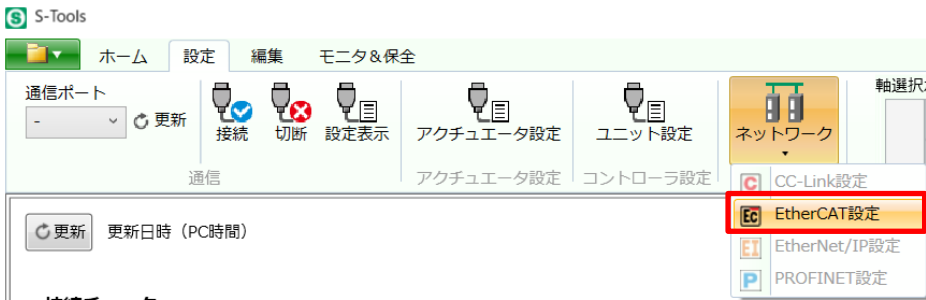 S-Tools
ホーム 設定 編集 モニタ&保全
通信ポート
-
更新
接続 切断 設定表示
通信
アクチュエータ設定
アクチュエータ設定
ユニット設定
コントローラ設定
ネットワーク
軸選択
CC-Link設定
EtherCAT設定
EtherNet/IP設定
PROFINET設定
更新 更新日時(PC時間)